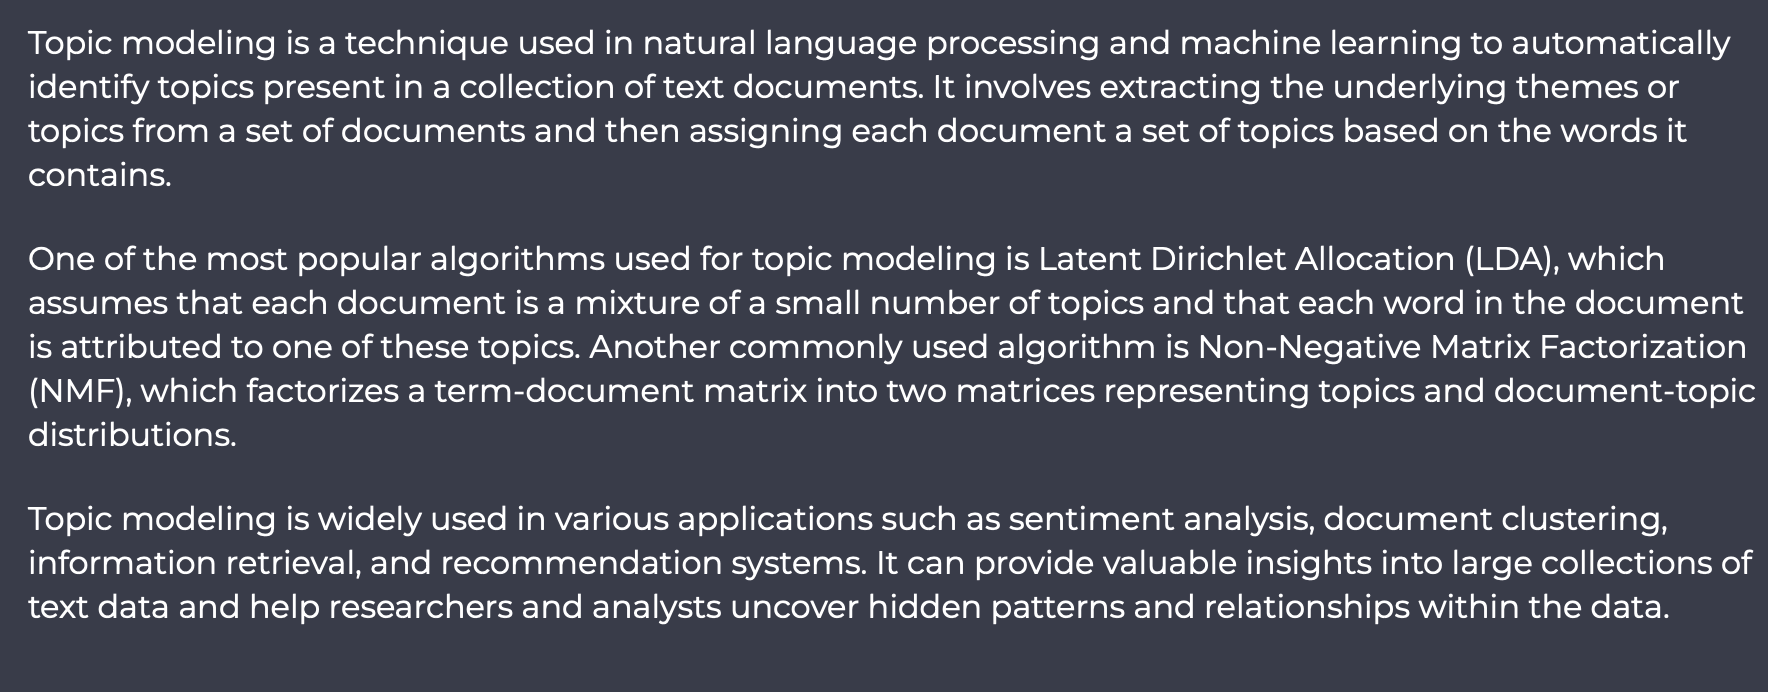 Topic modeling is a technique used in natural language processing and machine learning to automatically
identify topics present in a collection of text documents. It involves extracting the underlying themes or
topics from a set of documents and then assigning each document a set of topics based on the words it
contains.
One of the most popular algorithms used for topic modeling is Latent Dirichlet Allocation (LDA), which
assumes that each document is a mixture of a small number of topics and that each word in the document
is attributed to one of these topics. Another commonly used algorithm is Non-Negative Matrix Factorization
(NMF), which factorizes a term-document matrix into two matrices representing topics and document-topic
distributions.
Topic modeling is widely used in various applications such as sentiment analysis, document clustering,
information retrieval, and recommendation systems. It can provide valuable insights into large collections of
text data and help researchers and analysts uncover hidden patterns and relationships within the data.